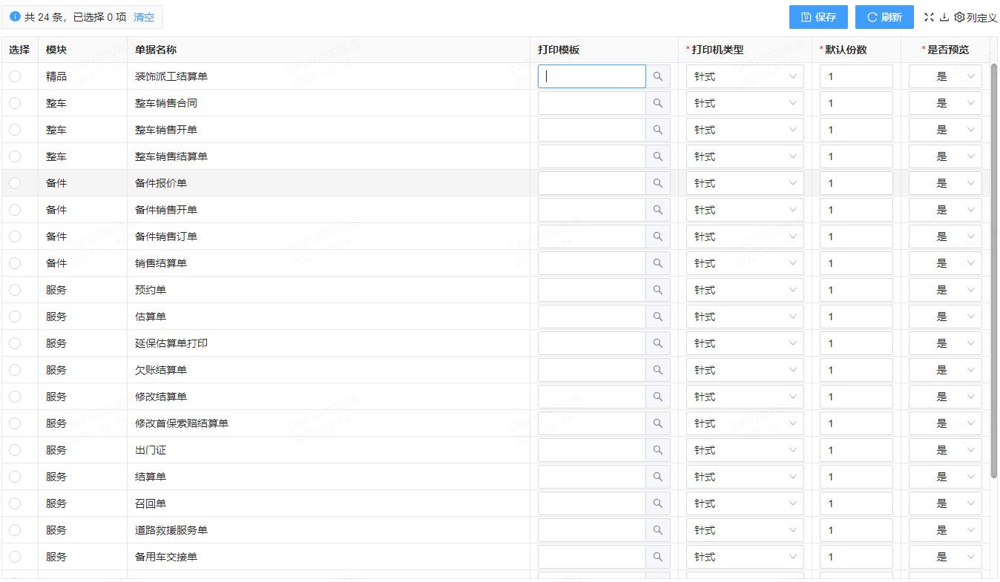 共 24 条，已选择 0 项 清空 保存 刷新 列定义
选择 模块 单据名称 打印模板 *打印机类型 *默认份数 *是否预览
精品 装饰派工结算单 针式 1 是
整车 整车销售合同 针式 1 是
整车 整车销售开单 针式 1 是
整车 整车销售结算单 针式 1 是
备件 备件报价单 针式 1 是
备件 备件销售开单 针式 1 是
备件 备件销售订单 针式 1 是
备件 销售结算单 针式 1 是
服务 预约单 针式 1 是
服务 估算单 针式 1 是
服务 延保估算单打印 针式 1 是
服务 欠账结算单 针式 1 是
服务 修改结算单 针式 1 是
服务 修改首保索赔结算单 针式 1 是
服务 出门证 针式 1 是
服务 结算单 针式 1 是
服务 召回单 针式 1 是
服务 道路救援服务单 针式 1 是
服务 备用车交接单 针式 1 是
DA010000管理
2021-12-14